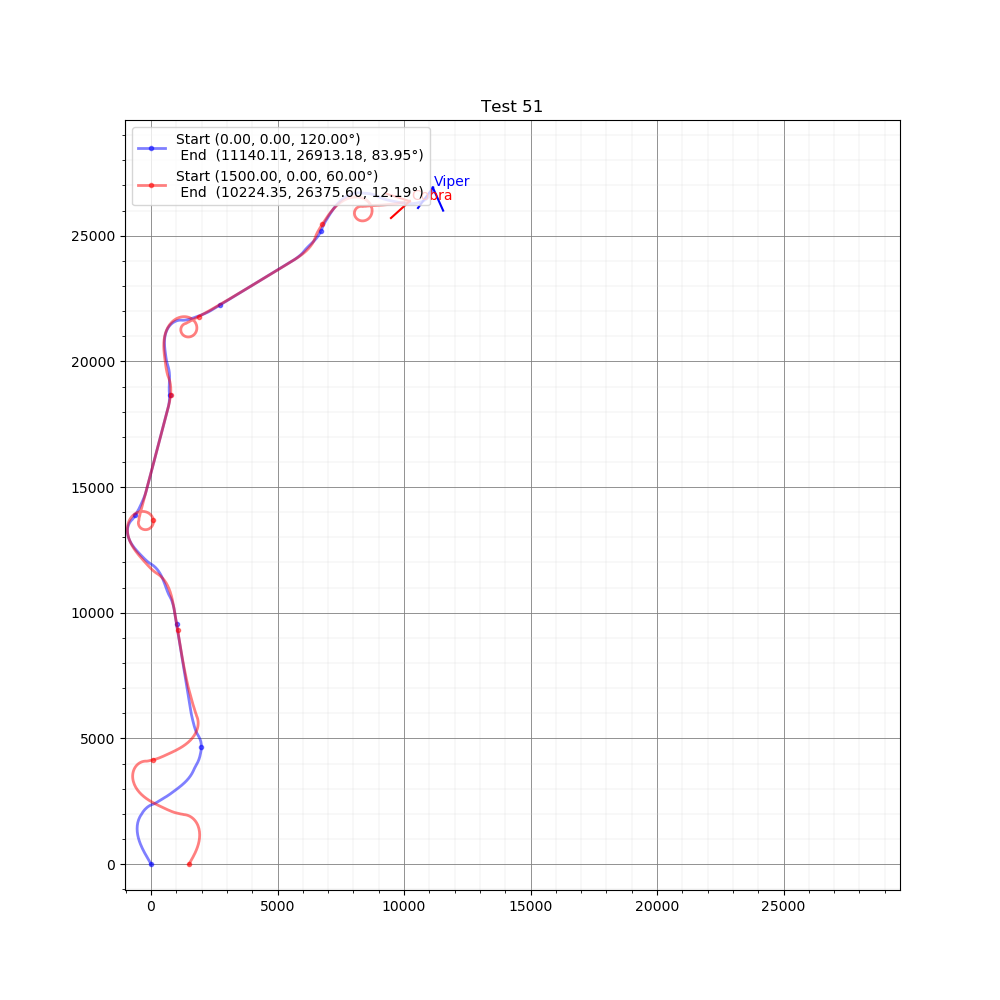 Test 51
Start (0.00, 0.00, 120.00°)
End (11140.11, 26913.18, 83.95°)
Start (1500.00, 0.00, 60.00°)
End (10224.35, 26375.60, 12.19°)
Viper
25000
20000
15000
10000
5000
0
0 5000 10000 15000 20000 25000